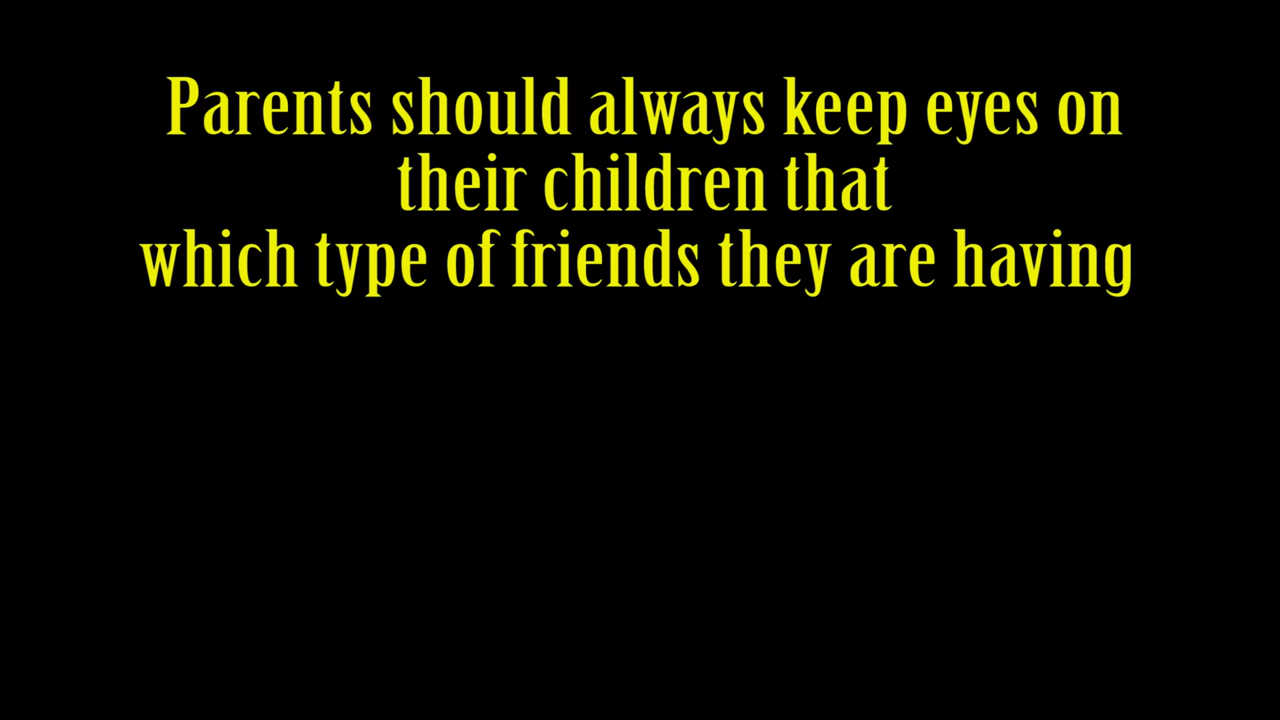 Parents should always keep eyes on
their children that
which type of friends they are having